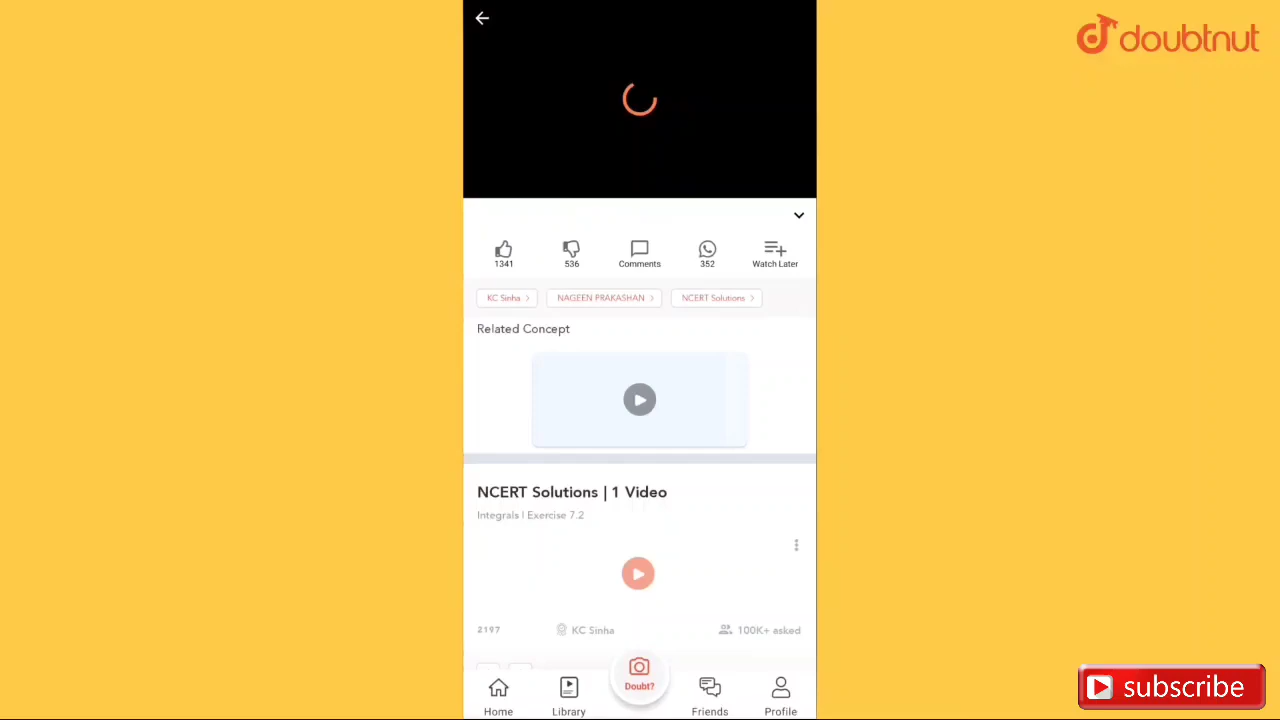 doubtnut
1341 536 Comments 352 Watch Later
KC Sinha NAGEEN PRAKASHAN NCERT Solutions
Related Concept
NCERT Solutions | 1 Video
Integrals | Exercise 7.2
2197 KC Sinha 100K+ asked
Doubt?
Home Library Friends Profile
subscribe